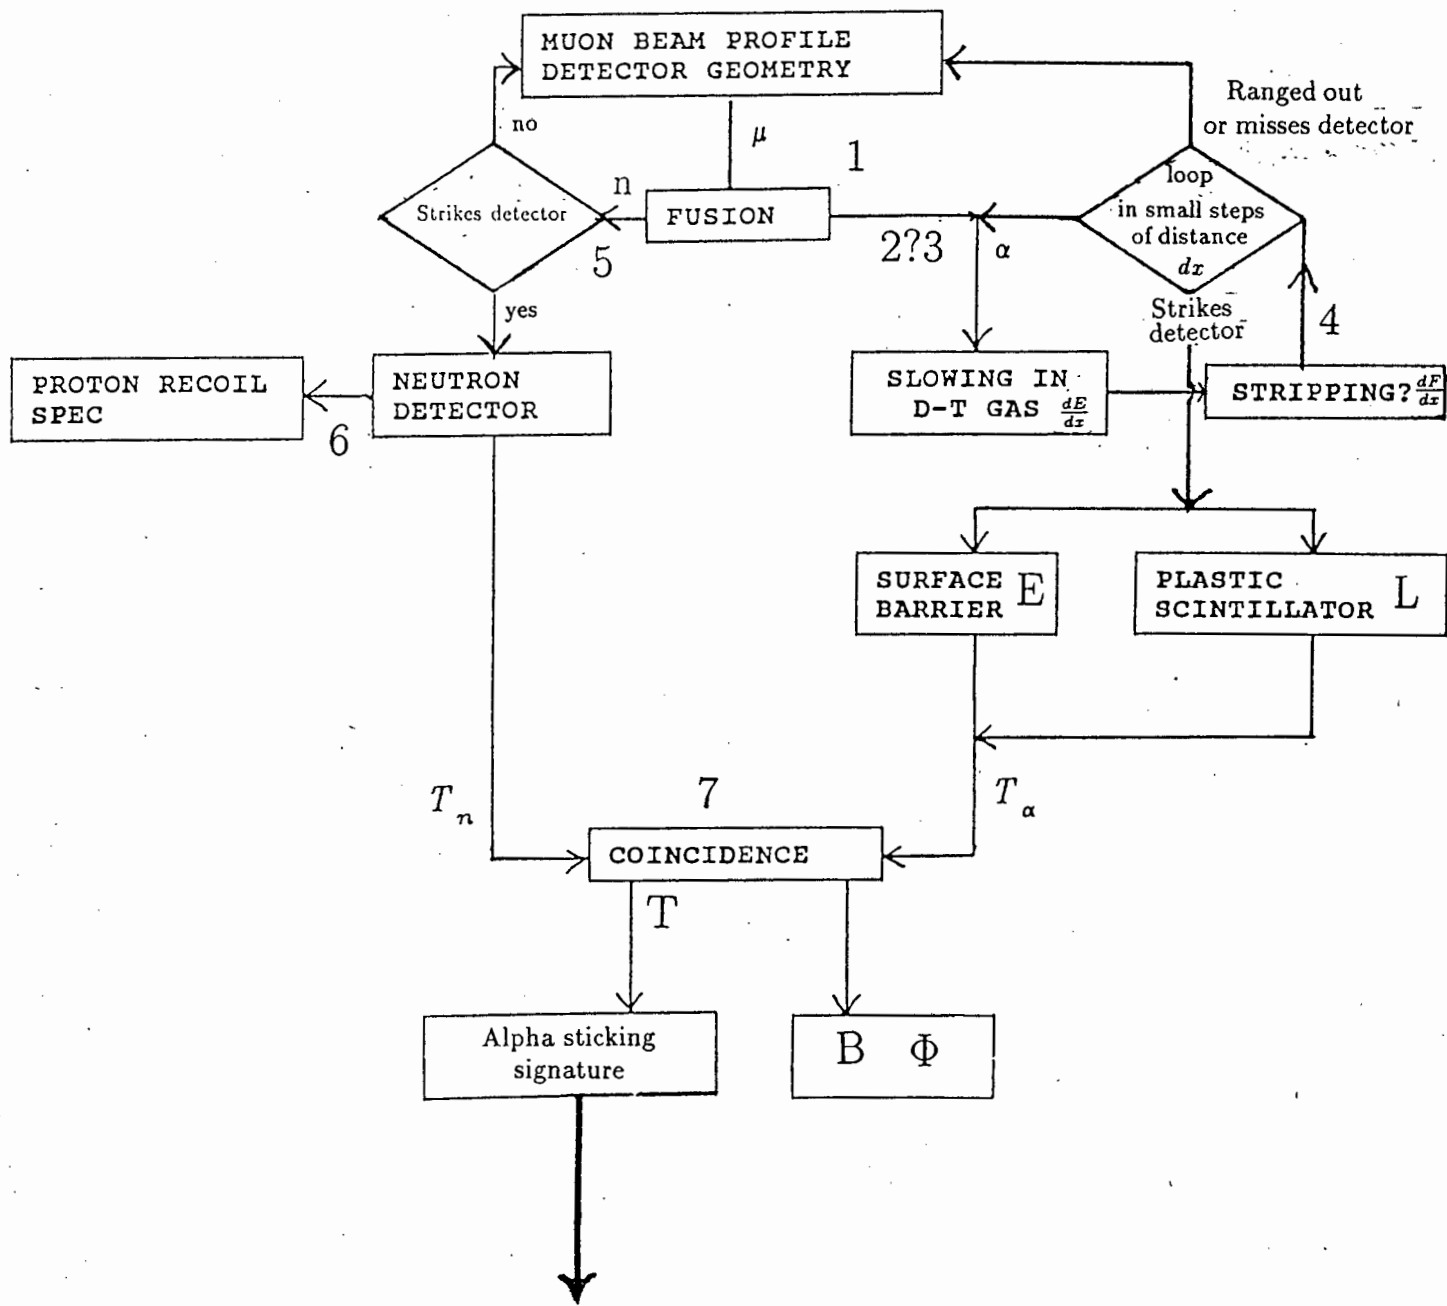 MUON BEAM PROFILE
DETECTOR GEOMETRY
Ranged out
or misses detector
no
μ
1
loop
in small steps
of distance
dx
n
Strikes detector
FUSION
5
2?3
α
yes
Strikes
detector
4
PROTON RECOIL
SPEC
6
NEUTRON
DETECTOR
SLOWING IN
D-T GAS dE/dx
STRIPPING? dF/dx
SURFACE
BARRIER E
PLASTIC
SCINTILLATOR L
T_n
7
T_α
COINCIDENCE
T
Alpha sticking
signature
B Φ